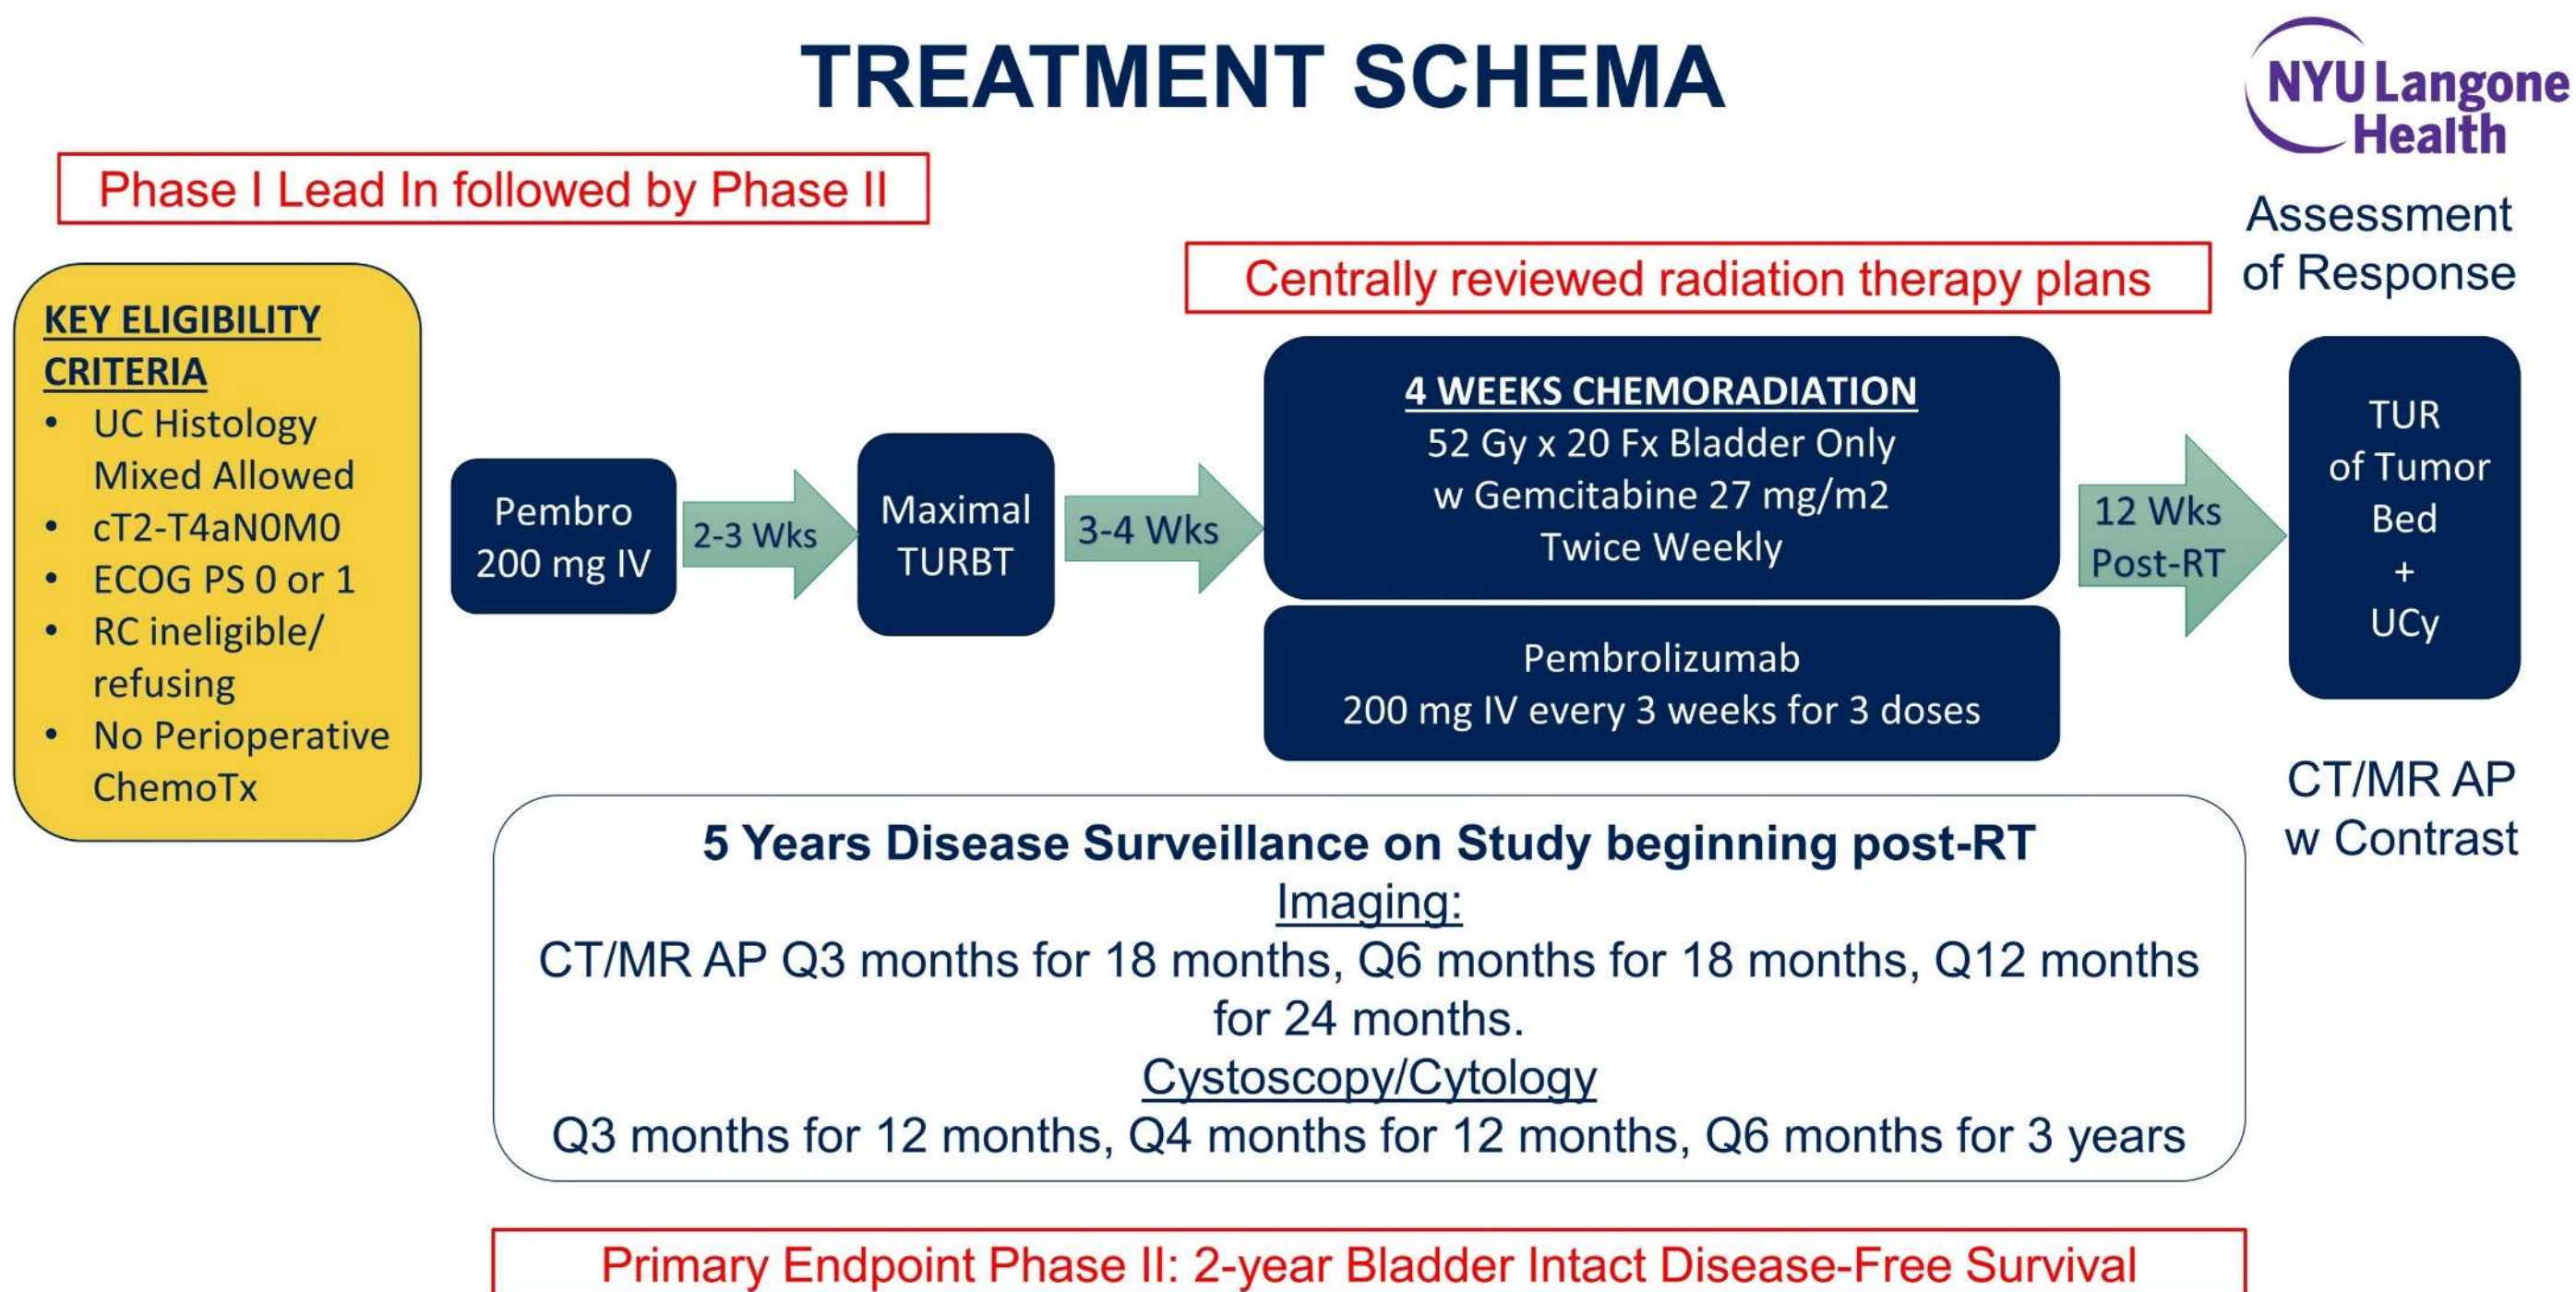 TREATMENT SCHEMA
NYU Langone
Health
Phase I Lead In followed by Phase II
Centrally reviewed radiation therapy plans
Assessment
of Response
KEY ELIGIBILITY
CRITERIA
• UC Histology
Mixed Allowed
• cT2-T4aN0M0
• ECOG PS 0 or 1
• RC ineligible/
refusing
• No Perioperative
ChemoTx
Pembro
200 mg IV
2-3 Wks
Maximal
TURBT
3-4 Wks
4 WEEKS CHEMORADIATION
52 Gy x 20 Fx Bladder Only
w Gemcitabine 27 mg/m2
Twice Weekly
Pembrolizumab
200 mg IV every 3 weeks for 3 doses
12 Wks
Post-RT
TUR
of Tumor
Bed
+
UCy
CT/MR AP
w Contrast
5 Years Disease Surveillance on Study beginning post-RT
Imaging:
CT/MR AP Q3 months for 18 months, Q6 months for 18 months, Q12 months
for 24 months.
Cystoscopy/Cytology
Q3 months for 12 months, Q4 months for 12 months, Q6 months for 3 years
Primary Endpoint Phase II: 2-year Bladder Intact Disease-Free Survival